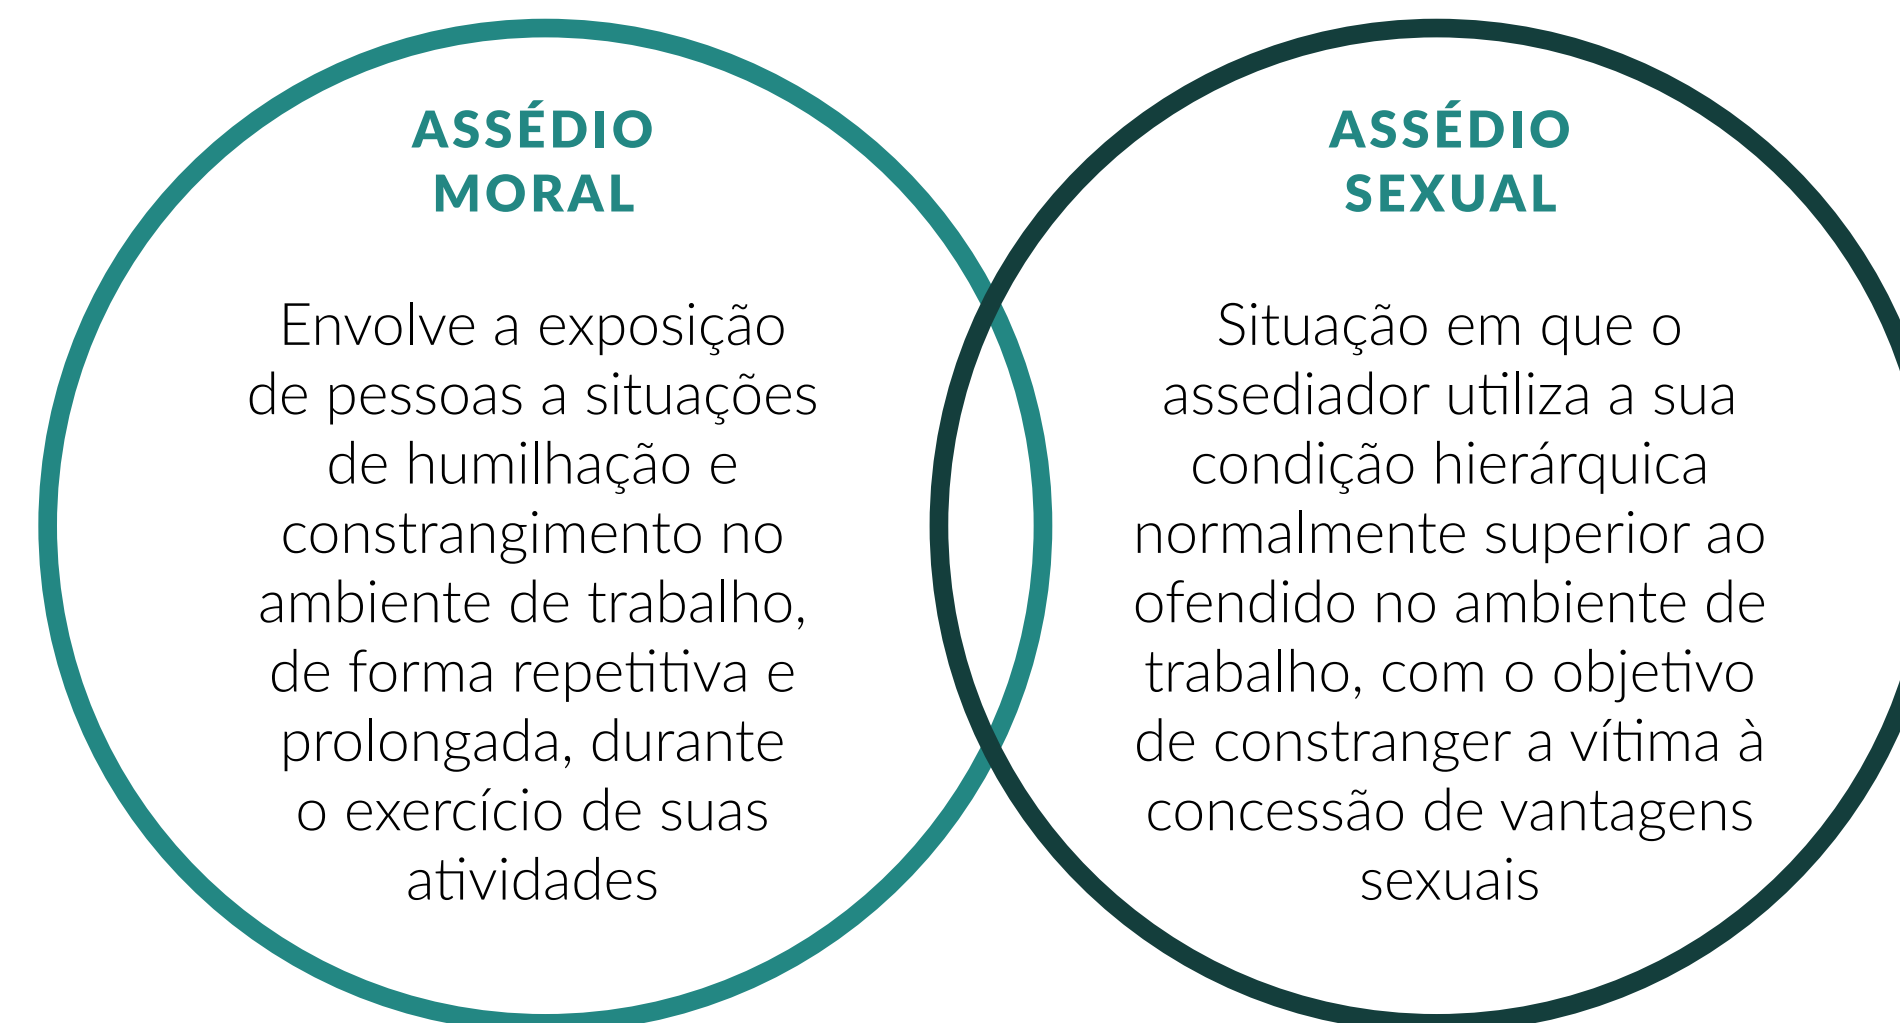 ASSÉDIO
MORAL
Envolve a exposição
de pessoas a situações
de humilhação e
constrangimento no
ambiente de trabalho,
de forma repetitiva e
prolongada, durante
o exercício de suas
atividades
ASSÉDIO
SEXUAL
Situação em que o
assediador utiliza a sua
condição hierárquica
normalmente superior ao
ofendido no ambiente de
trabalho, com o objetivo
de constranger a vítima à
concessão de vantagens
sexuais